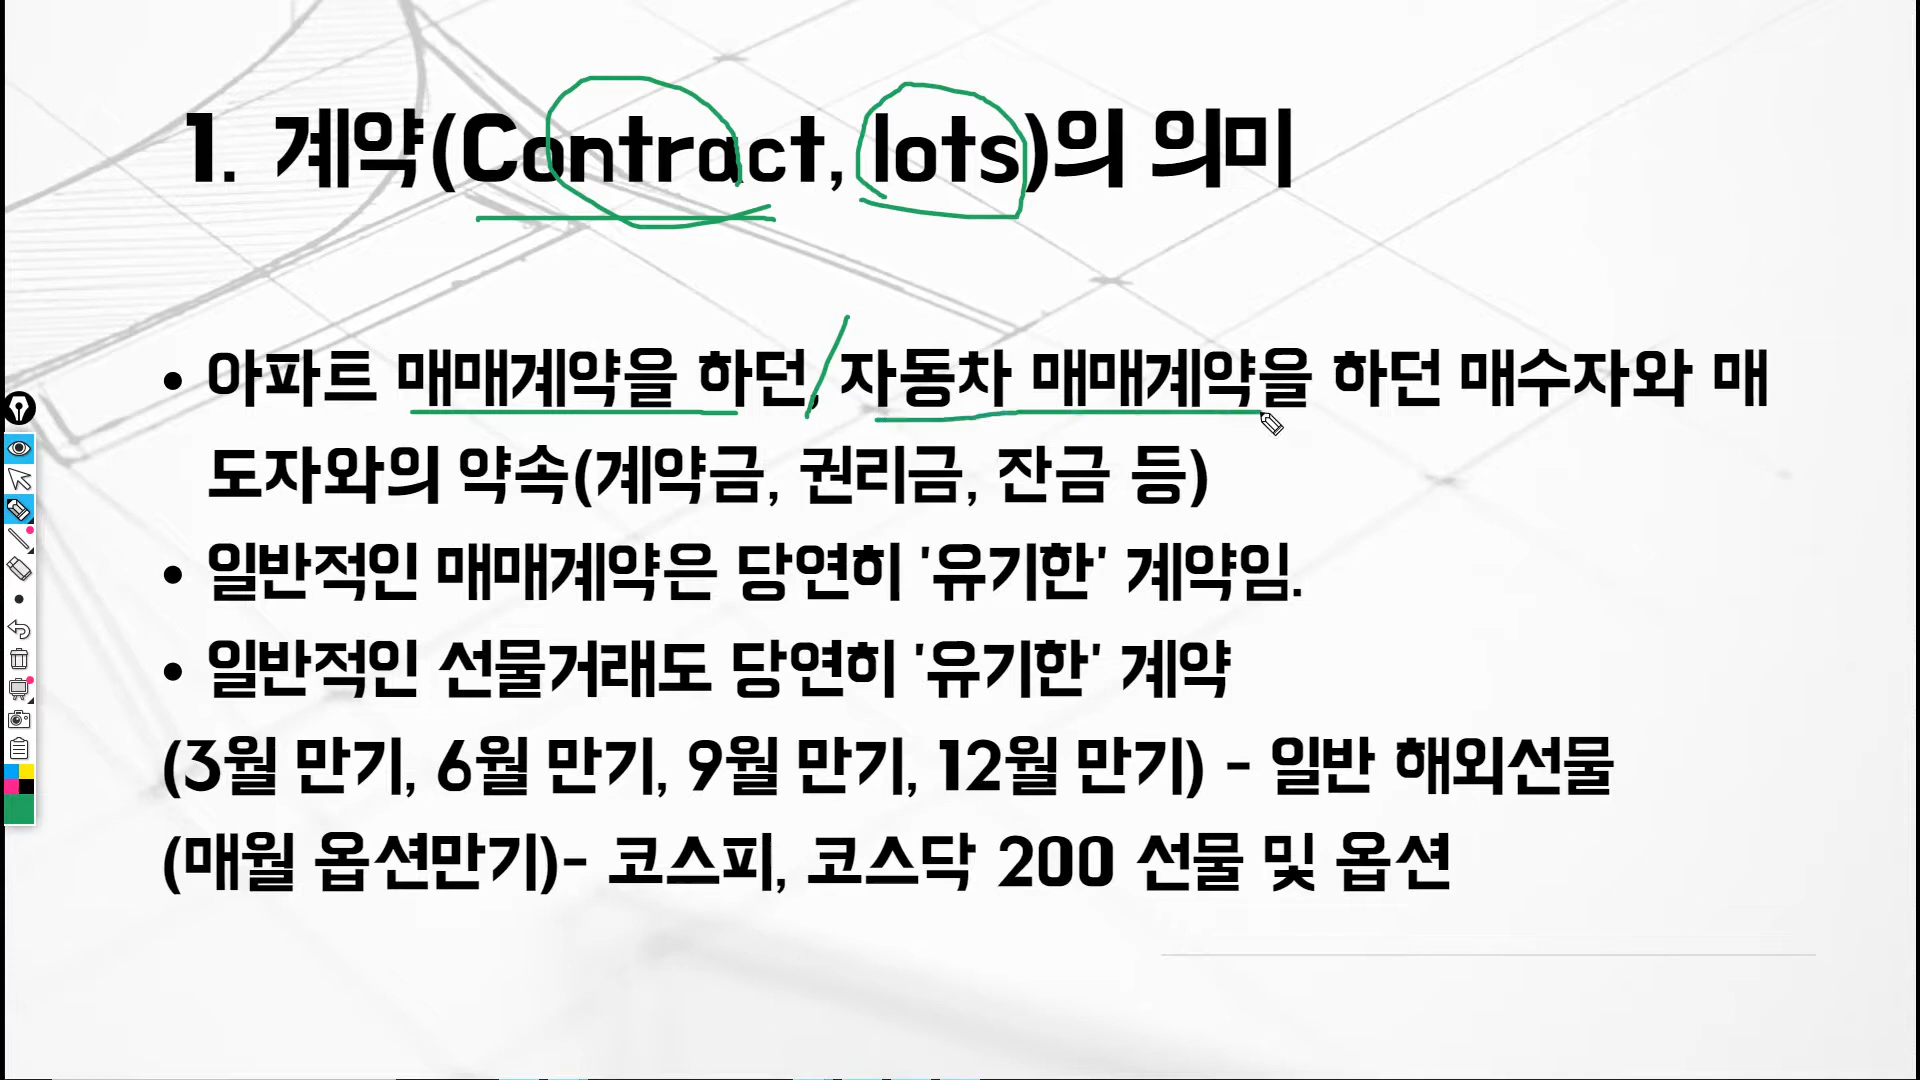 1. 계약(Contract, lots)의 의미
• 아파트 매매계약을 하던, 자동차 매매계약을 하던 매수자와 매
도자와의 약속(계약금, 권리금, 잔금 등)
• 일반적인 매매계약은 당연히 '유기한' 계약임.
• 일반적인 선물거래도 당연히 '유기한' 계약
(3월 만기, 6월 만기, 9월 만기, 12월 만기) - 일반 해외선물
(매월 옵션만기)- 코스피, 코스닥 200 선물 및 옵션